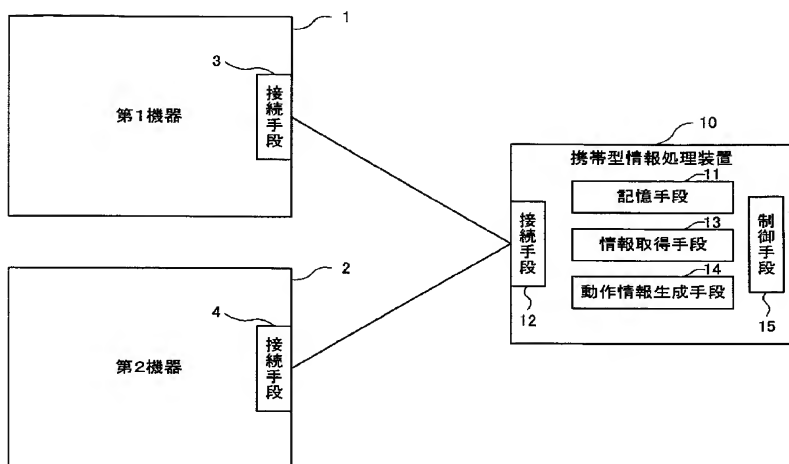 1
3
接続手段
第1機器
2
4
接続手段
第2機器
10
携帯型情報処理装置
11
記憶手段
13
情報取得手段
14
動作情報生成手段
接続手段
12
制御手段
15